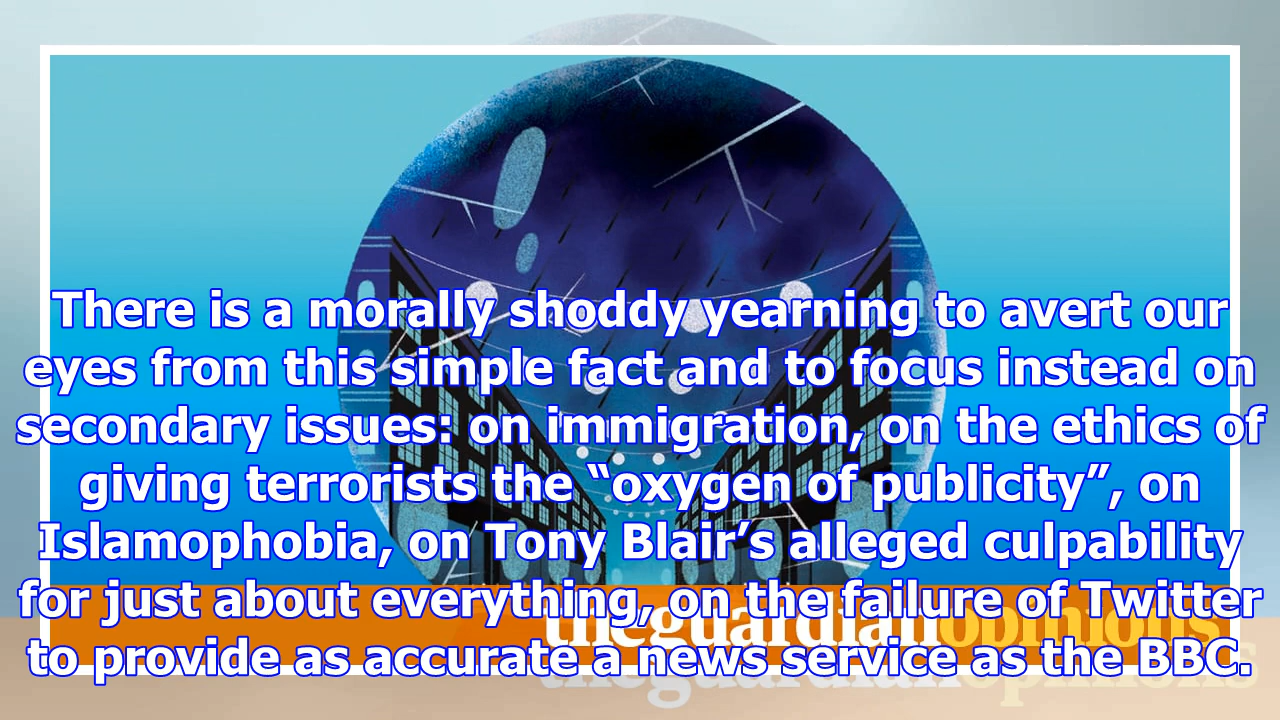 There is a morally shoddy yearning to avert our
eyes from this simple fact and to focus instead on
secondary issues: on immigration, on the ethics of
giving terrorists the “oxygen of publicity”, on
Islamophobia, on Tony Blair’s alleged culpability
for just about everything, on the failure of Twitter
theguardianopinions
to provide as accurate a news service as the BBC.
theguardianopinions